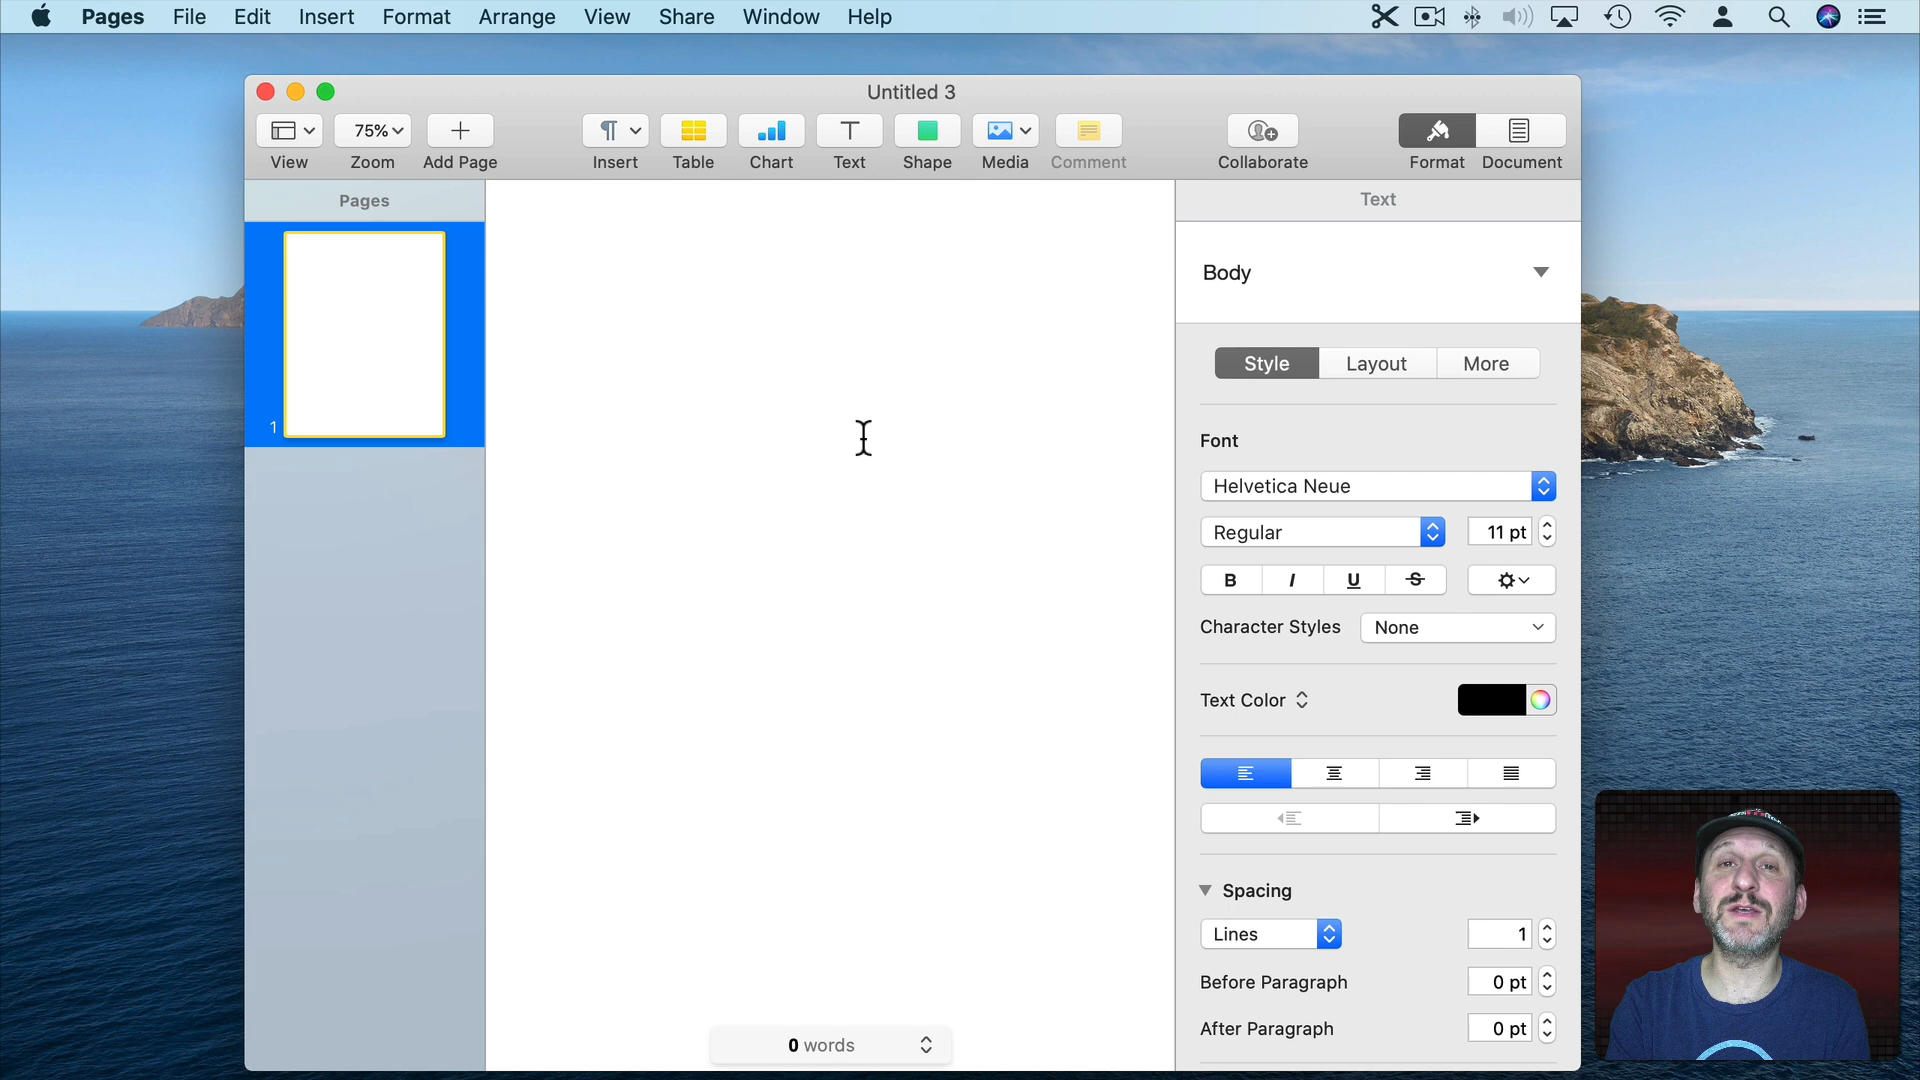 Pages File Edit Insert Format Arrange View Share Window Help
Untitled 3
75%
View Zoom Add Page Insert Table Chart Text Shape Media Comment Collaborate Format Document
Pages
Text
1
Body
Style Layout More
Font
Helvetica Neue
Regular 11 pt
B I U S
Character Styles None
Text Color
Spacing
Lines 1
Before Paragraph 0 pt
After Paragraph 0 pt
0 words